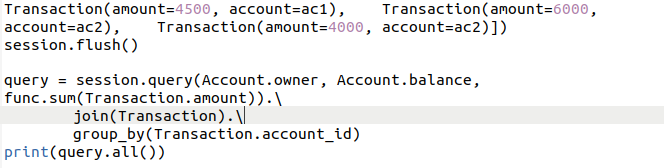 Transaction(amount=4500, account=ac1),    Transaction(amount=6000,
account=ac2),    Transaction(amount=4000, account=ac2)])
session.flush()

query = session.query(Account.owner, Account.balance,
func.sum(Transaction.amount)).\
        join(Transaction).\
        group_by(Transaction.account_id)
print(query.all())